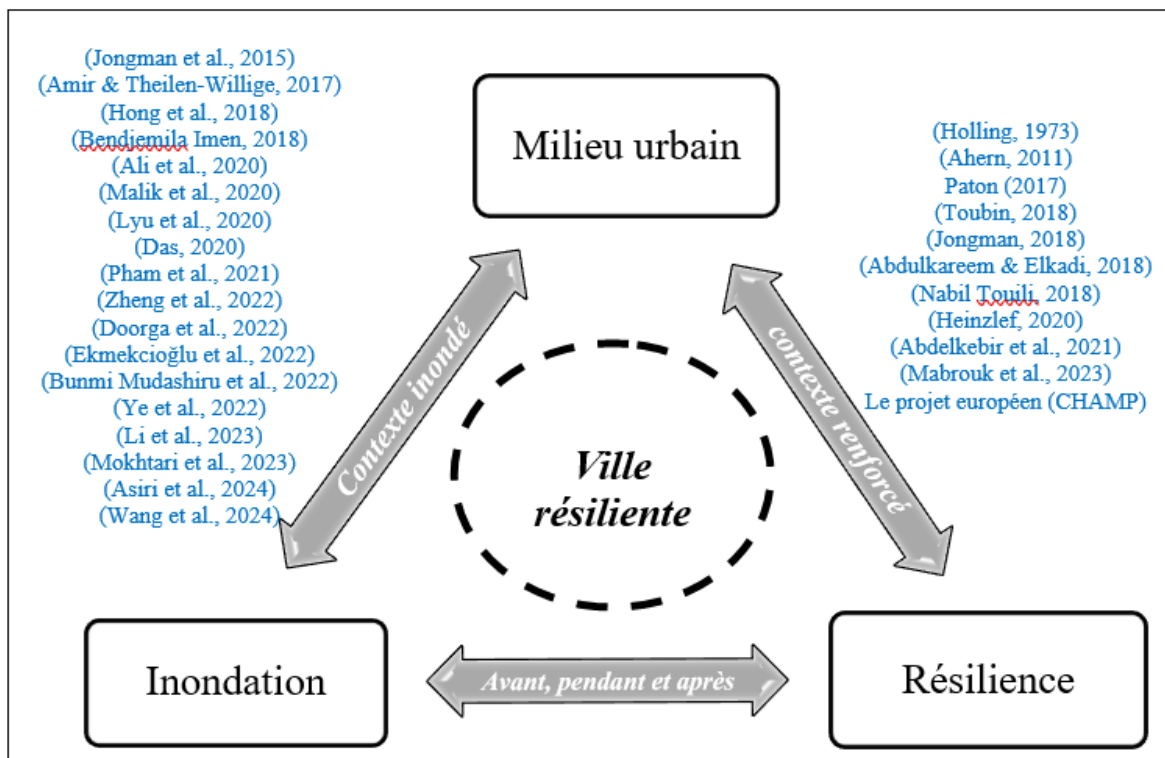 (Jongman et al., 2015)
(Amir & Theilen-Willige, 2017)
(Hong et al., 2018)
(Bendjemila Imen, 2018)
(Ali et al., 2020)
(Malik et al., 2020)
(Lyu et al., 2020)
(Das, 2020)
(Pham et al., 2021)
(Zheng et al., 2022)
(Doorga et al., 2022)
(Ekmekcioğlu et al., 2022)
(Bunmi Mudashiru et al., 2022)
(Ye et al., 2022)
(Li et al., 2023)
(Mokhtari et al., 2023)
(Asiri et al., 2024)
(Wang et al., 2024)
Milieu urbain
(Holling, 1973)
(Ahern, 2011)
Paton (2017)
(Toubin, 2018)
(Jongman, 2018)
(Abdulkareem & Elkadi, 2018)
(Nabil Touili, 2018)
(Heinzlef, 2020)
(Abdelkebir et al., 2021)
(Mabrouk et al., 2023)
Le projet européen (CHAMP)
Contexte inondé
contexte renforcé
Ville
résiliente
Inondation
Avant, pendant et après
Résilience